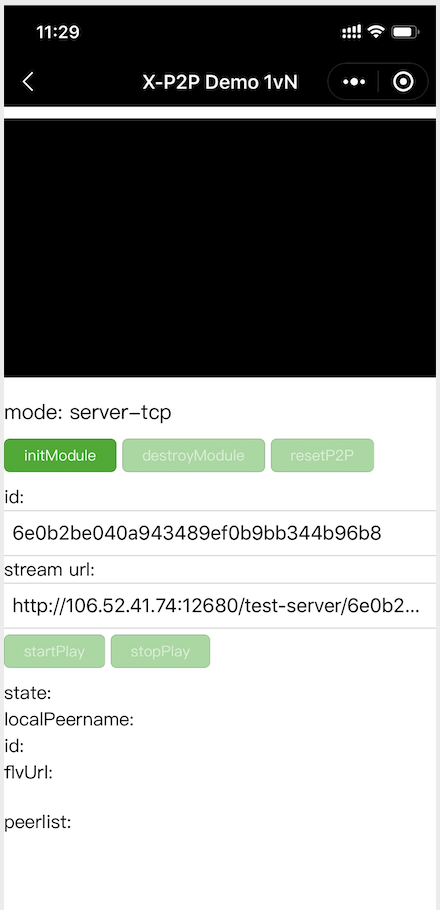 11:29
X-P2P Demo 1vN
mode: server-tcp
initModule destroyModule resetP2P
id:
6e0b2be040a943489ef0b9bb344b96b8
stream url:
http://106.52.41.74:12680/test-server/6e0b2...
startPlay stopPlay
state:
localPeername:
id:
flvUrl:
peerlist: